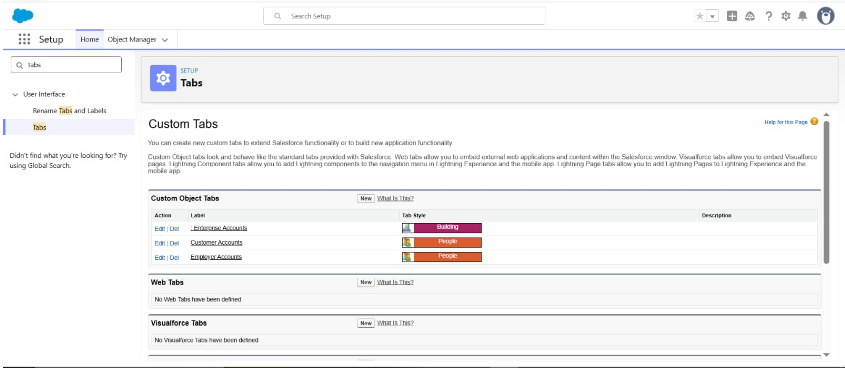 Search Setup
Setup Home Object Manager
tabs
SETUP
Tabs
User Interface
Rename Tabs and Labels
Tabs
Didn't find what you're looking for? Try
using Global Search.
Custom Tabs
Help for this Page
You can create new custom tabs to extend Salesforce functionality or to build new application functionality.
Custom Object tabs look and behave like the standard tabs provided with Salesforce. Web tabs allow you to embed external web applications and content within the Salesforce window. Visualforce tabs allow you to embed Visualforce
pages. Lightning Component tabs allow you to add Lightning components to the navigation menu in Lightning Experience and the mobile app. Lightning Page tabs allow you to add Lightning Pages to Lightning Experience and the
mobile app.
Custom Object Tabs New What Is This?
Action Label Tab Style Description
Edit | Del : Enterprise Accounts Building
Edit | Del Customer Accounts People
Edit | Del Employer Accounts People
Web Tabs New What Is This?
No Web Tabs have been defined
Visualforce Tabs New What Is This?
No Visualforce Tabs have been defined